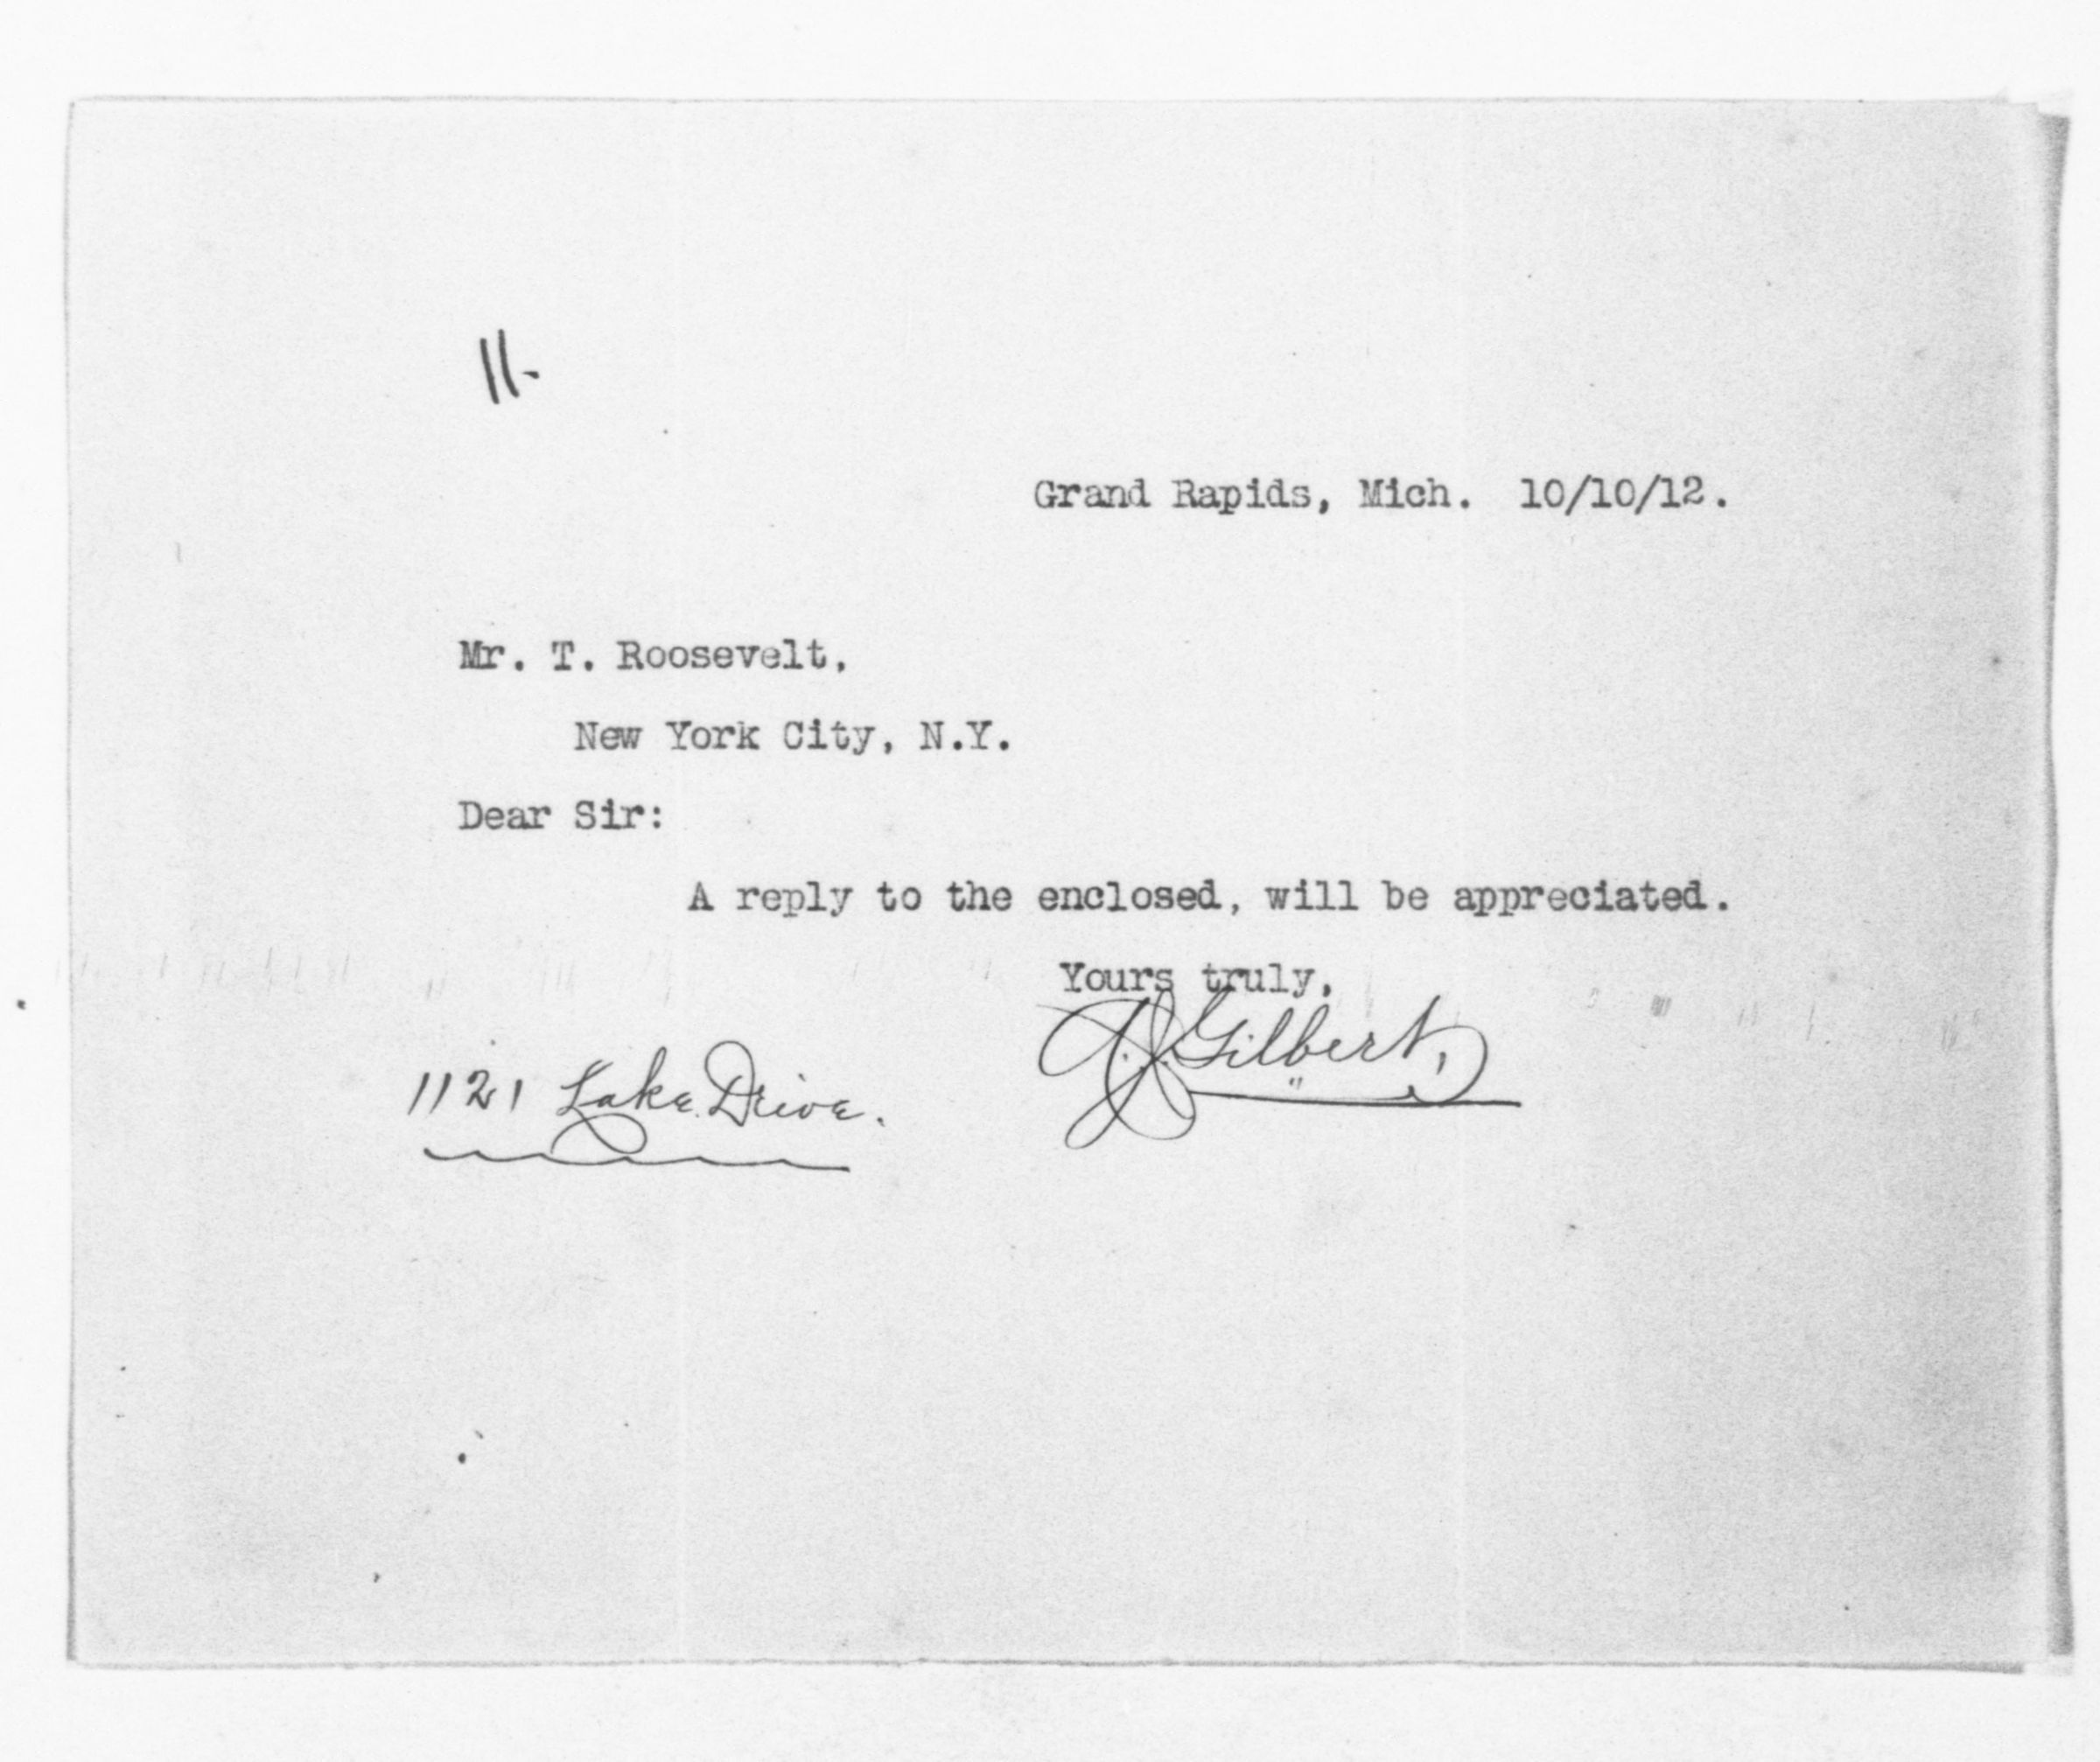 11-
Grand Rapids, Mich. 10/10/12.
Mr. T. Roosevelt,
New York City, N.Y.
Dear Sir:
A reply to the enclosed, will be appreciated.
Yours truly,
Gilbert,
1121 Lake Drive.